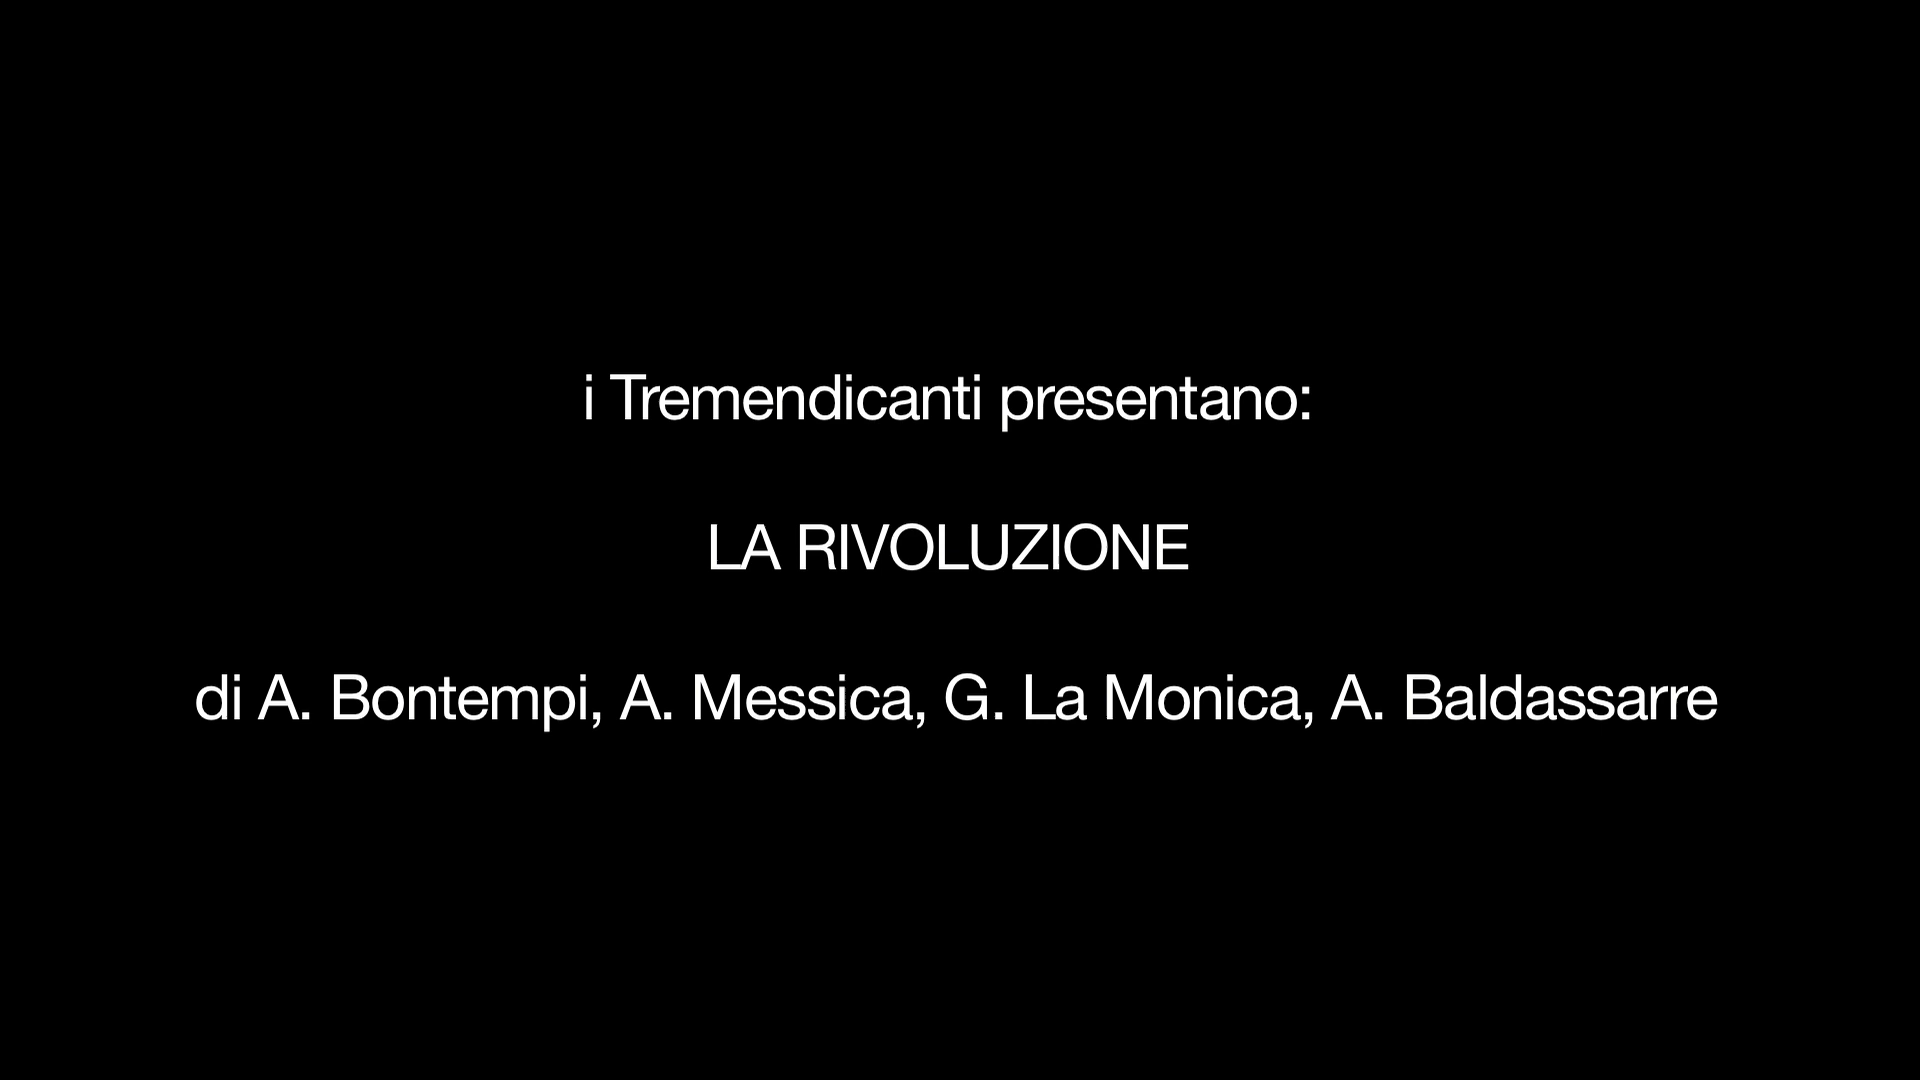 i Tremendicanti presentano:
LA RIVOLUZIONE
di A. Bontempi, A. Messica, G. La Monica, A. Baldassarre